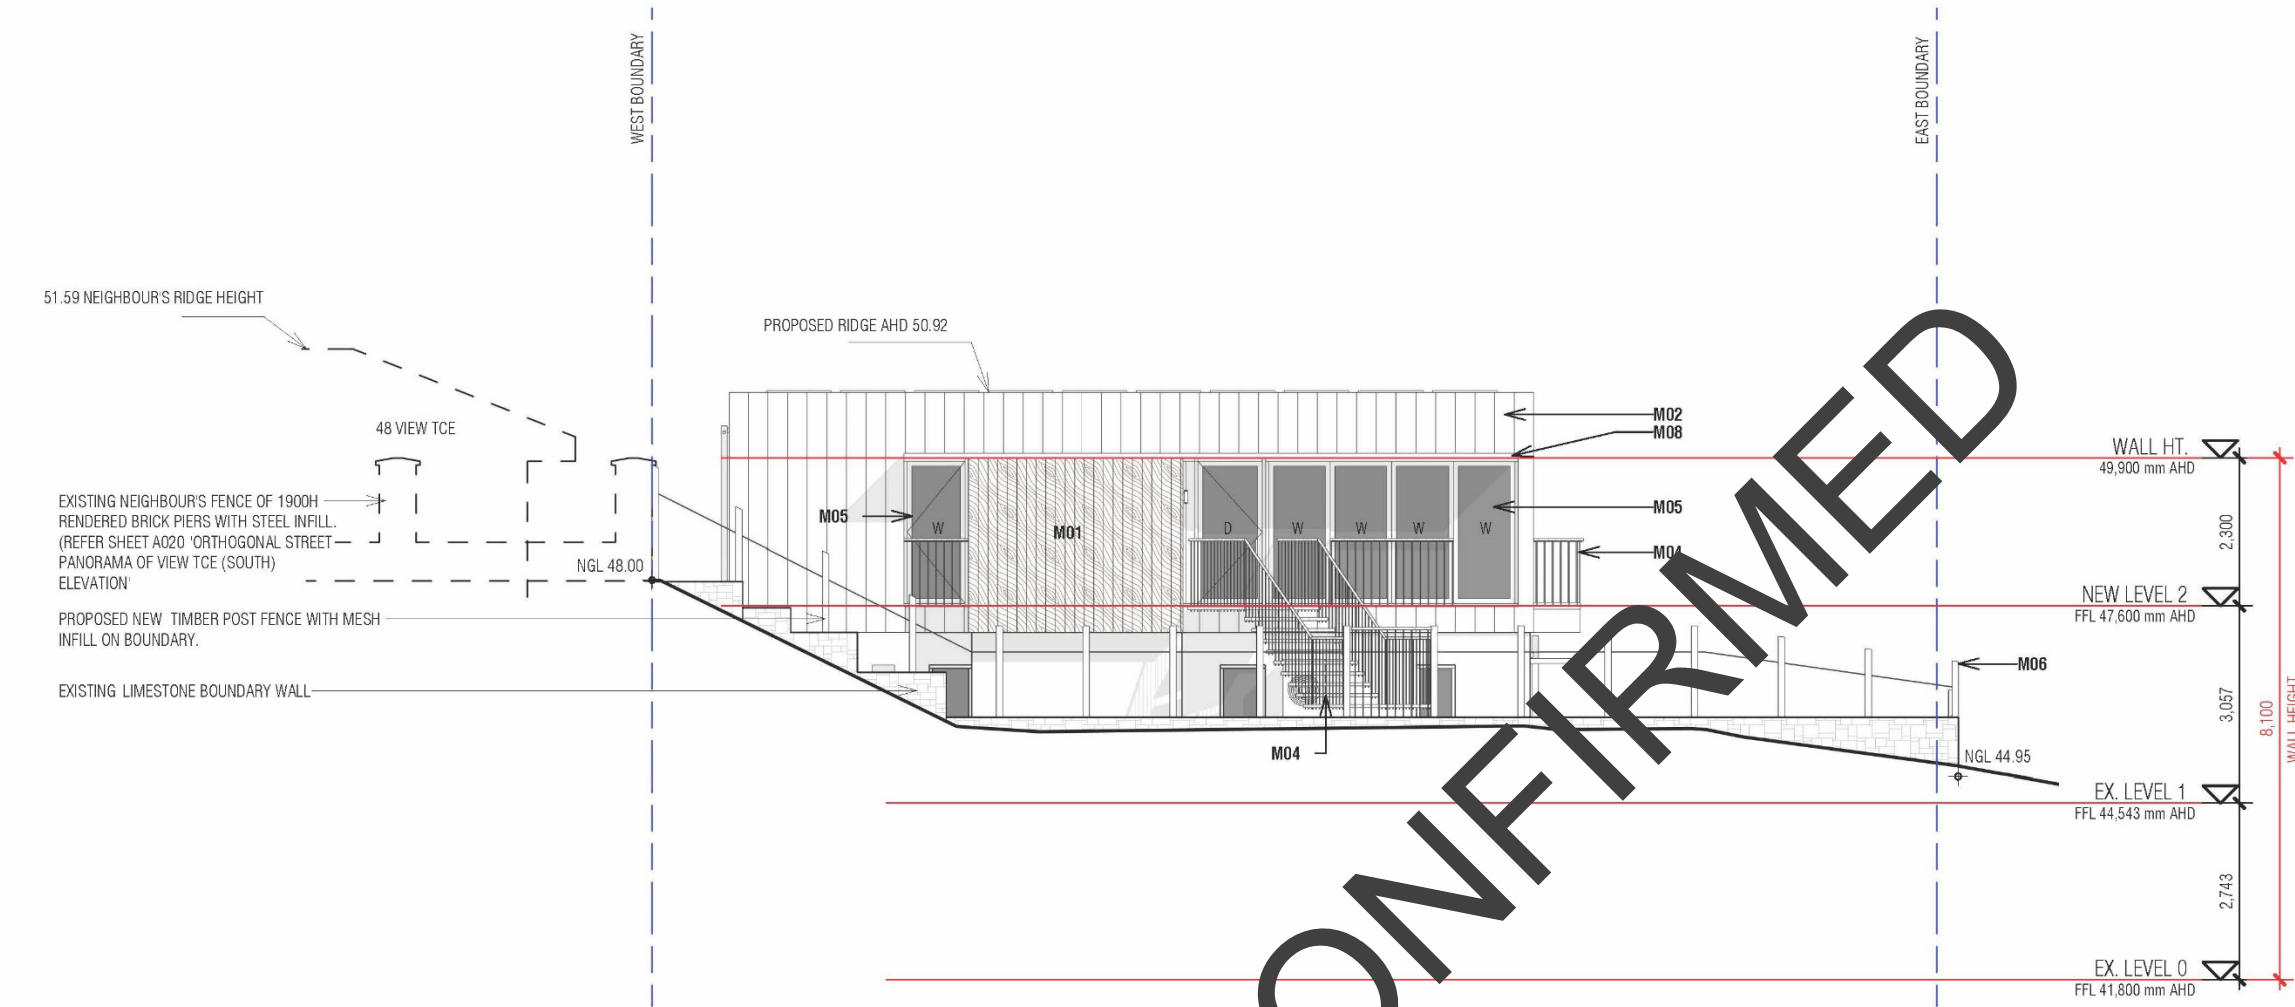 WEST BOUNDARY
EAST BOUNDARY
51.59 NEIGHBOUR'S RIDGE HEIGHT
PROPOSED RIDGE AHD 50.92
48 VIEW TCE
M02
M08
WALL HT.
49,900 mm AHD
EXISTING NEIGHBOUR'S FENCE OF 1900H
RENDERED BRICK PIERS WITH STEEL INFILL.
(REFER SHEET A020 'ORTHOGONAL STREET
PANORAMA OF VIEW TCE (SOUTH)
ELEVATION'
NGL 48.00
M05
W
M01
D
W
W
W
W
M05
M04
2,300
NEW LEVEL 2
FFL 47,600 mm AHD
PROPOSED NEW TIMBER POST FENCE WITH MESH
INFILL ON BOUNDARY.
EXISTING LIMESTONE BOUNDARY WALL
M06
M04
NGL 44.95
3,057
8,100
WALL HEIGHT
EX. LEVEL 1
FFL 44,543 mm AHD
2,743
EX. LEVEL 0
FFL 41,800 mm AHD
ONFIRMED